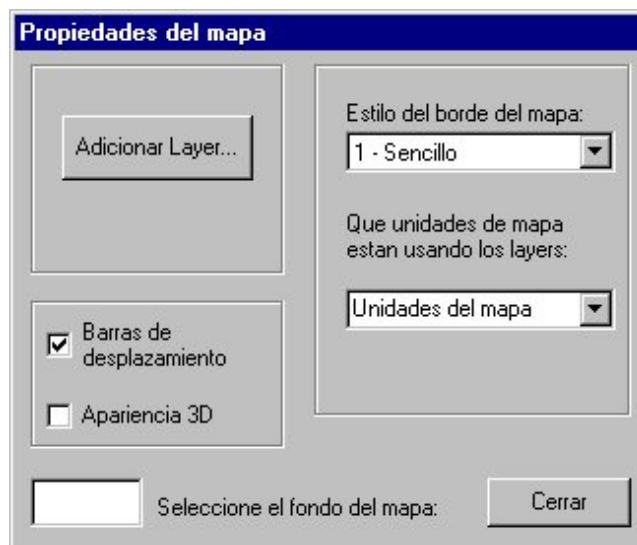 Propiedades del mapa
Adicionar Layer...
Estilo del borde del mapa:
1 - Sencillo
Que unidades de mapa
estan usando los layers:
Unidades del mapa
Barras de
desplazamiento
Apariencia 3D
Seleccione el fondo del mapa:
Cerrar